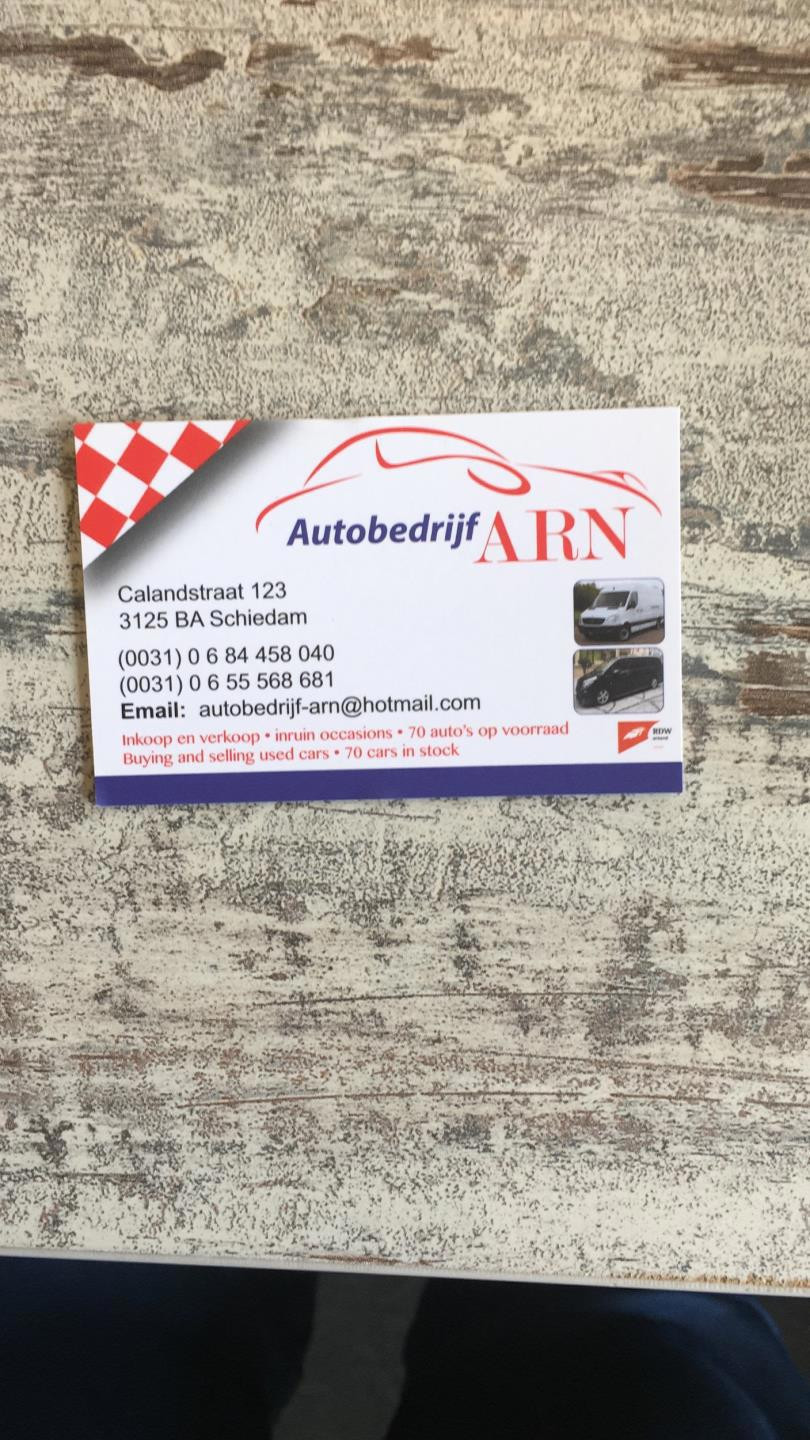 Autobedrijf ARN
Calandstraat 123
3125 BA Schiedam
(0031) 0 6 84 458 040
(0031) 0 6 55 568 681
Email: autobedrijf-arn@hotmail.com
Inkoop en verkoop • inruin occasions • 70 auto's op voorraad
Buying and selling used cars • 70 cars in stock
RDW